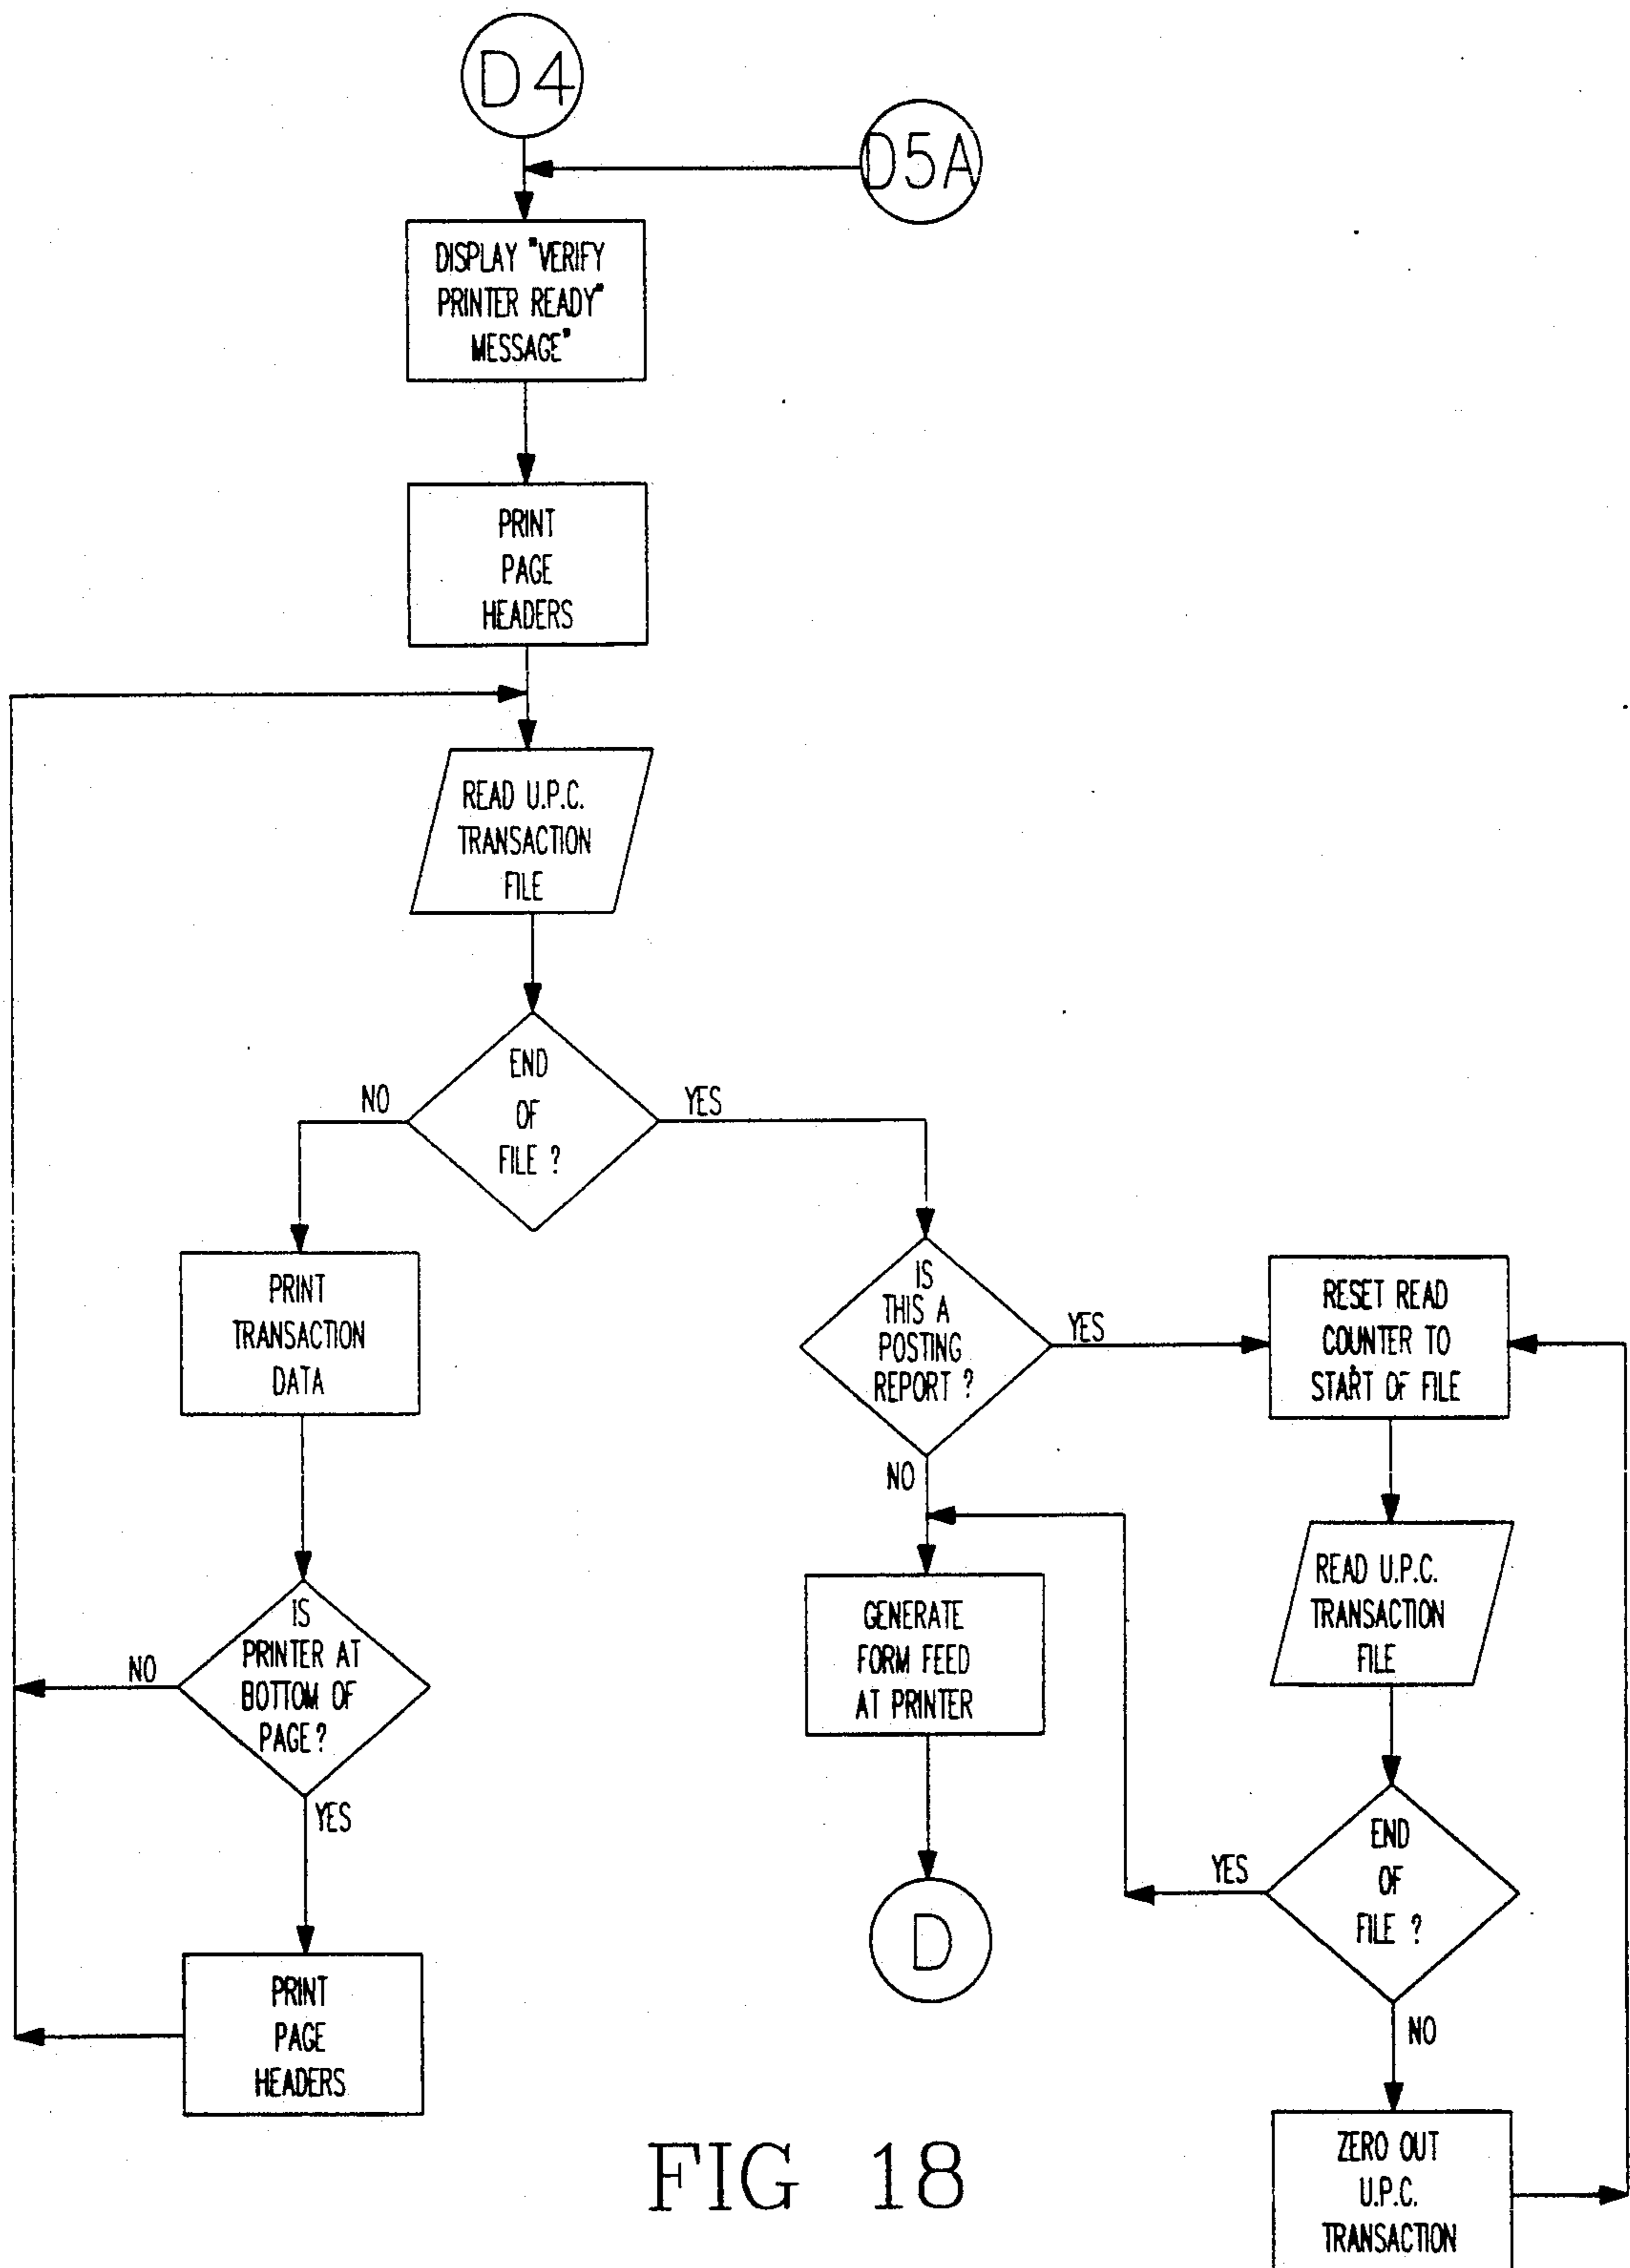 D4
D5A
DISPLAY "VERIFY
PRINTER READY"
MESSAGE"
PRINT
PAGE
HEADERS
READ U.P.C.
TRANSACTION
FILE
END
OF
FILE ?
NO
YES
PRINT
TRANSACTION
DATA
IS
THIS A
POSTING
REPORT ?
YES
NO
RESET READ
COUNTER TO
START OF FILE
IS
PRINTER AT
BOTTOM OF
PAGE ?
NO
YES
GENERATE
FORM FEED
AT PRINTER
READ U.P.C.
TRANSACTION
FILE
D
END
OF
FILE ?
YES
NO
PRINT
PAGE
HEADERS
ZERO OUT
U.P.C.
TRANSACTION
FIG 18